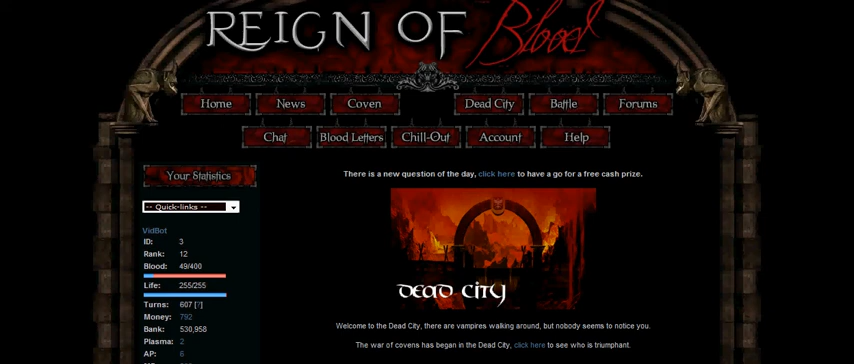 REIGN OF Blood
Home News Coven Dead City Battle Forums
Chat Blood Letters Chill-Out Account Help
Your Statistics
There is a new question of the day, click here to have a go for a free cash prize.
-- Quick-links --
VidBot
ID: 3
Rank: 12
Blood: 49/400
Life: 255/255
Turns: 607 [?]
Money: 792
Bank: 530,958
Plasma: 2
AP: 6
DEAD CITY
Welcome to the Dead City, there are vampires walking around, but nobody seems to notice you.
The war of covens has began in the Dead City, click here to see who is triumphant.